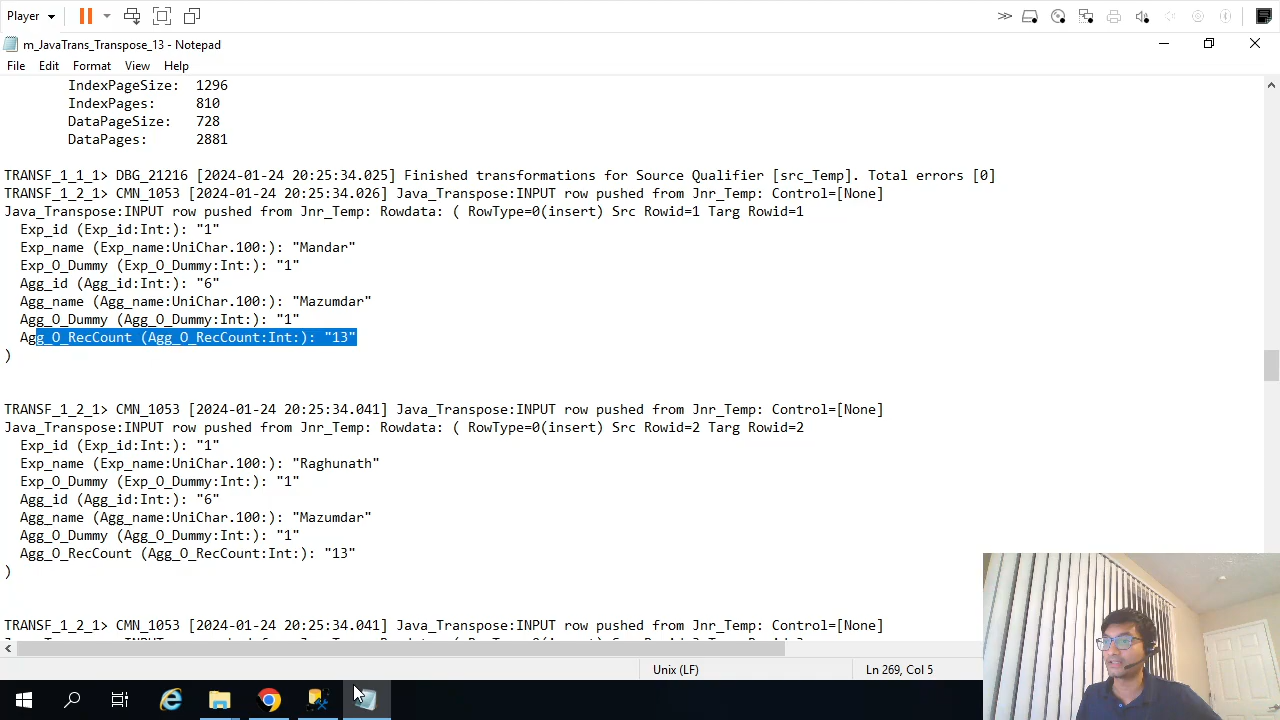 Player
m_JavaTrans_Transpose_13 - Notepad
File Edit Format View Help
IndexPageSize: 1296
IndexPages: 810
DataPageSize: 728
DataPages: 2881
TRANSF_1_1_1> DBG_21216 [2024-01-24 20:25:34.025] Finished transformations for Source Qualifier [src_Temp]. Total errors [0]
TRANSF_1_2_1> CMN_1053 [2024-01-24 20:25:34.026] Java_Transpose:INPUT row pushed from Jnr_Temp: Control=[None]
Java_Transpose:INPUT row pushed from Jnr_Temp: Rowdata: ( RowType=0(insert) Src Rowid=1 Targ Rowid=1
Exp_id (Exp_id:Int:): "1"
Exp_name (Exp_name:UniChar.100:): "Mandar"
Exp_O_Dummy (Exp_O_Dummy:Int:): "1"
Agg_id (Agg_id:Int:): "6"
Agg_name (Agg_name:UniChar.100:): "Mazumdar"
Agg_O_Dummy (Agg_O_Dummy:Int:): "1"
Agg_O_RecCount (Agg_O_RecCount:Int:): "13"
)
TRANSF_1_2_1> CMN_1053 [2024-01-24 20:25:34.041] Java_Transpose:INPUT row pushed from Jnr_Temp: Control=[None]
Java_Transpose:INPUT row pushed from Jnr_Temp: Rowdata: ( RowType=0(insert) Src Rowid=2 Targ Rowid=2
Exp_id (Exp_id:Int:): "1"
Exp_name (Exp_name:UniChar.100:): "Raghunath"
Exp_O_Dummy (Exp_O_Dummy:Int:): "1"
Agg_id (Agg_id:Int:): "6"
Agg_name (Agg_name:UniChar.100:): "Mazumdar"
Agg_O_Dummy (Agg_O_Dummy:Int:): "1"
Agg_O_RecCount (Agg_O_RecCount:Int:): "13"
)
TRANSF_1_2_1> CMN_1053 [2024-01-24 20:25:34.041] Java_Transpose:INPUT row pushed from Jnr_Temp: Control=[None]
Unix (LF) Ln 269, Col 5